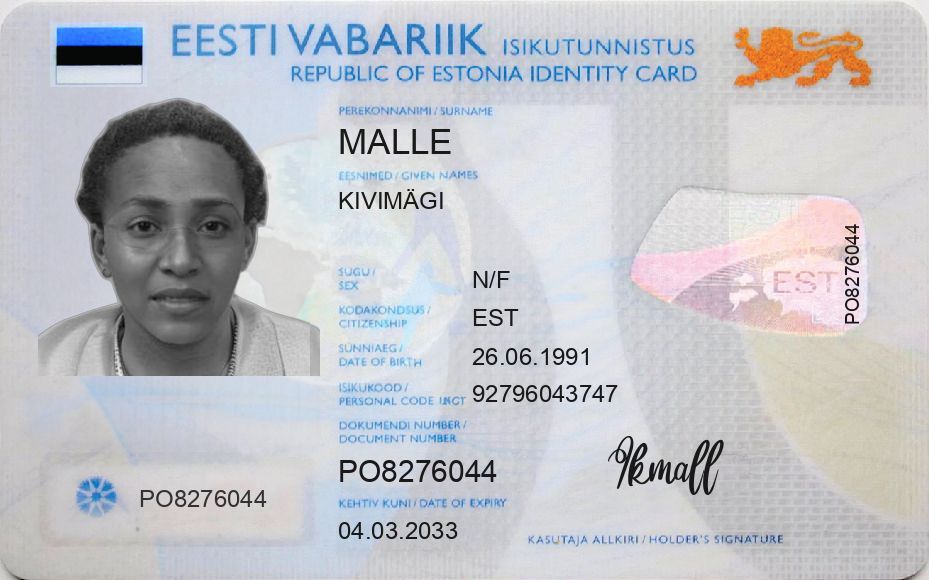 EESTI VABARIIK ISIKUTUNNISTUS
REPUBLIC OF ESTONIA IDENTITY CARD
PEREKONNANIMI / SURNAME
MALLE
EESNIMED / GIVEN NAMES
KIVIMÄGI
SUGU /
SEX
N/F
KODAKONDSUS /
CITIZENSHIP
EST
SÜNNIAEG /
DATE OF BIRTH
26.06.1991
ISIKUKOOD /
PERSONAL CODE
92796043747
DOKUMENDI NUMBER /
DOCUMENT NUMBER
PO8276044
KEHTIV KUNI / DATE OF EXPIRY
04.03.2033
PO8276044
EST
PO8276044
KASUTAJA ALLKIRI / HOLDER'S SIGNATURE